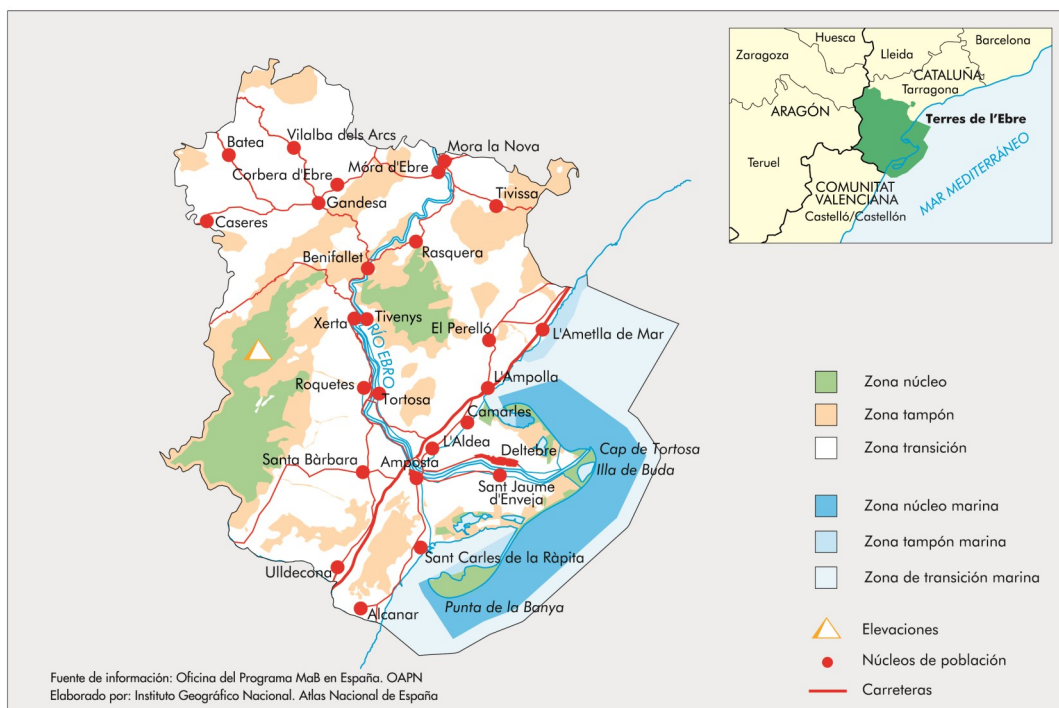 Batea
Vilalba dels Arcs
Corbera d'Ebre
Móra d'Ebre
Mora la Nova
Gandesa
Tivissa
Caseres
Rasquera
Benifallet
Xerta
Tivenys
RÍO EBRO
El Perelló
L'Ametlla de Mar
Roquetes
Tortosa
L'Ampolla
Camarles
L'Aldea
Deltebre
Cap de Tortosa
Illa de Buda
Santa Bàrbara
Amposta
Sant Jaume
d'Enveja
Sant Carles de la Ràpita
Ulldecona
Punta de la Banya
Alcanar
Huesca
Barcelona
Zaragoza
Lleida
CATALUÑA
Tarragona
ARAGÓN
Terres de l'Ebre
Teruel
COMUNITAT
VALENCIANA
Castelló/Castellón
MAR MEDITERRÁNEO
Zona núcleo
Zona tampón
Zona transición
Zona núcleo marina
Zona tampón marina
Zona de transición marina
Elevaciones
Núcleos de población
Carreteras
Fuente de información: Oficina del Programa MaB en España. OAPN
Elaborado por: Instituto Geográfico Nacional. Atlas Nacional de España